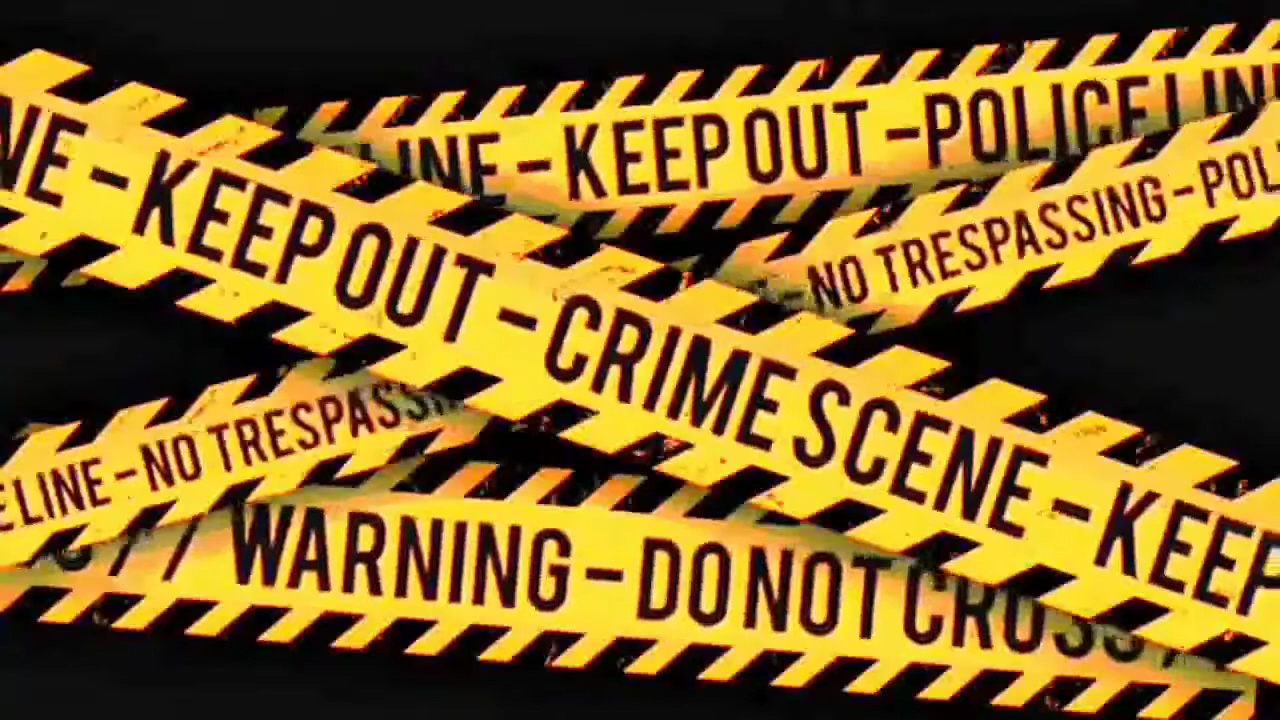 LINE - KEEP OUT - POLICE LINE
NE - KEEP OUT - CRIME SCENE - KEEP
- NO TRESPASSING - POL
E LINE - NO TRESPASS
// WARNING - DO NOT CROSS